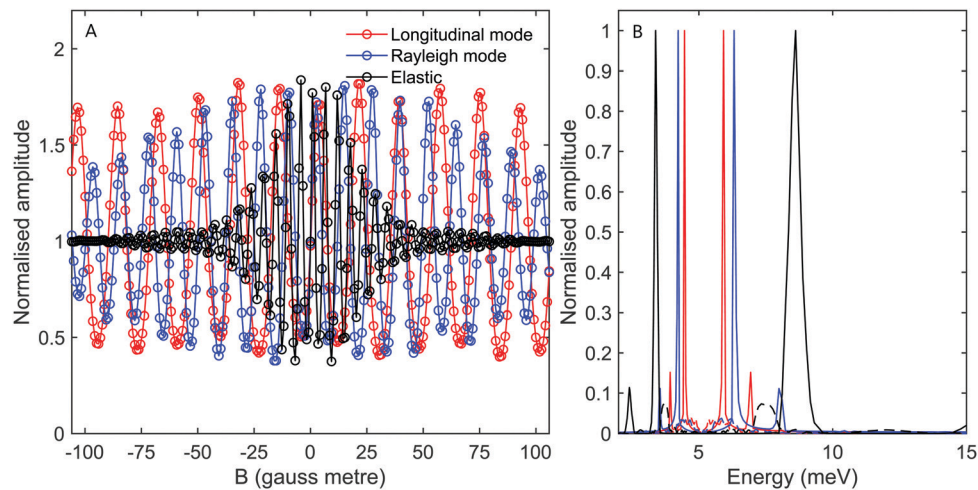 A
Longitudinal mode
Rayleigh mode
Elastic
2
1.5
1
0.5
0
Normalised amplitude
-100 -75 -50 -25 0 25 50 75 100
B (gauss metre)
B
1
0.9
0.8
0.7
0.6
0.5
0.4
0.3
0.2
0.1
0
Normalised amplitude
5 10 15
Energy (meV)